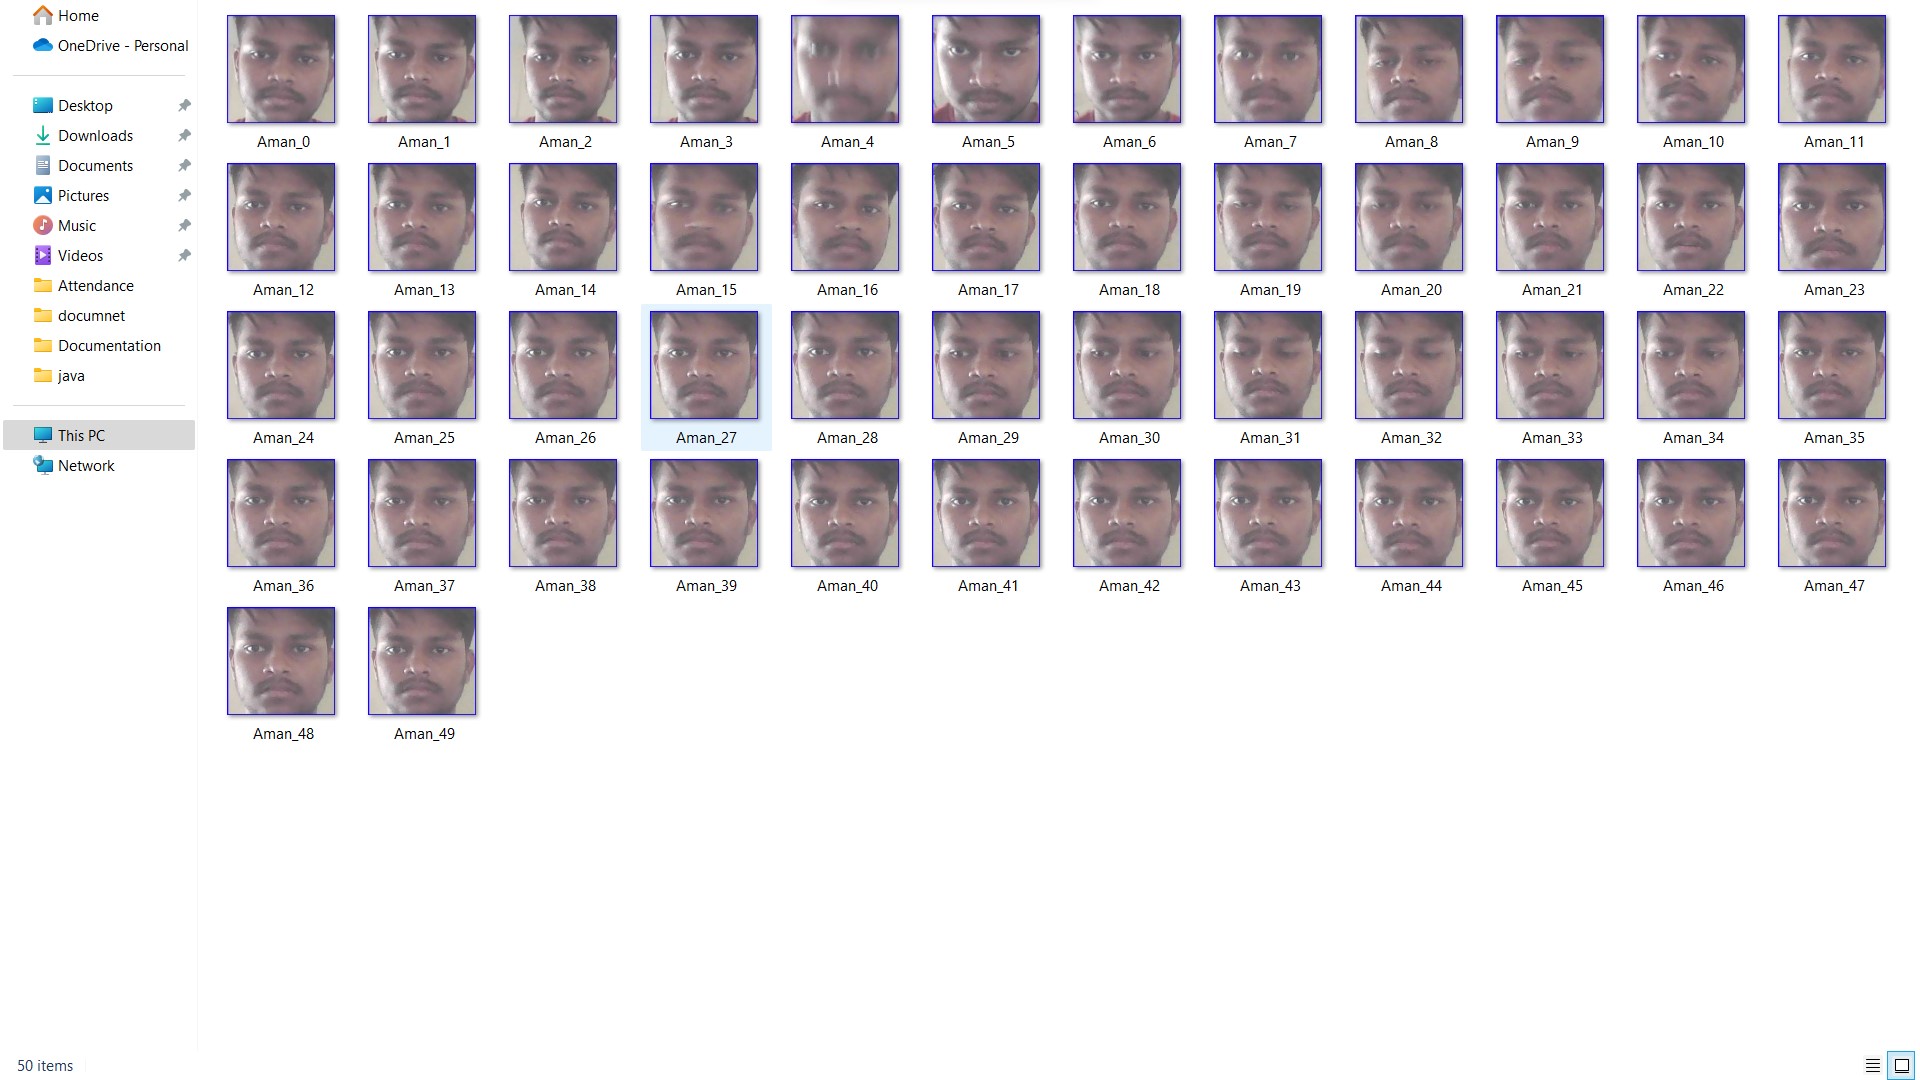 Home
OneDrive - Personal
Desktop
Downloads
Documents
Pictures
Music
Videos
Attendance
documnet
Documentation
java
This PC
Network
Aman_0 Aman_1 Aman_2 Aman_3 Aman_4 Aman_5 Aman_6 Aman_7 Aman_8 Aman_9 Aman_10 Aman_11
Aman_12 Aman_13 Aman_14 Aman_15 Aman_16 Aman_17 Aman_18 Aman_19 Aman_20 Aman_21 Aman_22 Aman_23
Aman_24 Aman_25 Aman_26 Aman_27 Aman_28 Aman_29 Aman_30 Aman_31 Aman_32 Aman_33 Aman_34 Aman_35
Aman_36 Aman_37 Aman_38 Aman_39 Aman_40 Aman_41 Aman_42 Aman_43 Aman_44 Aman_45 Aman_46 Aman_47
Aman_48 Aman_49
50 items